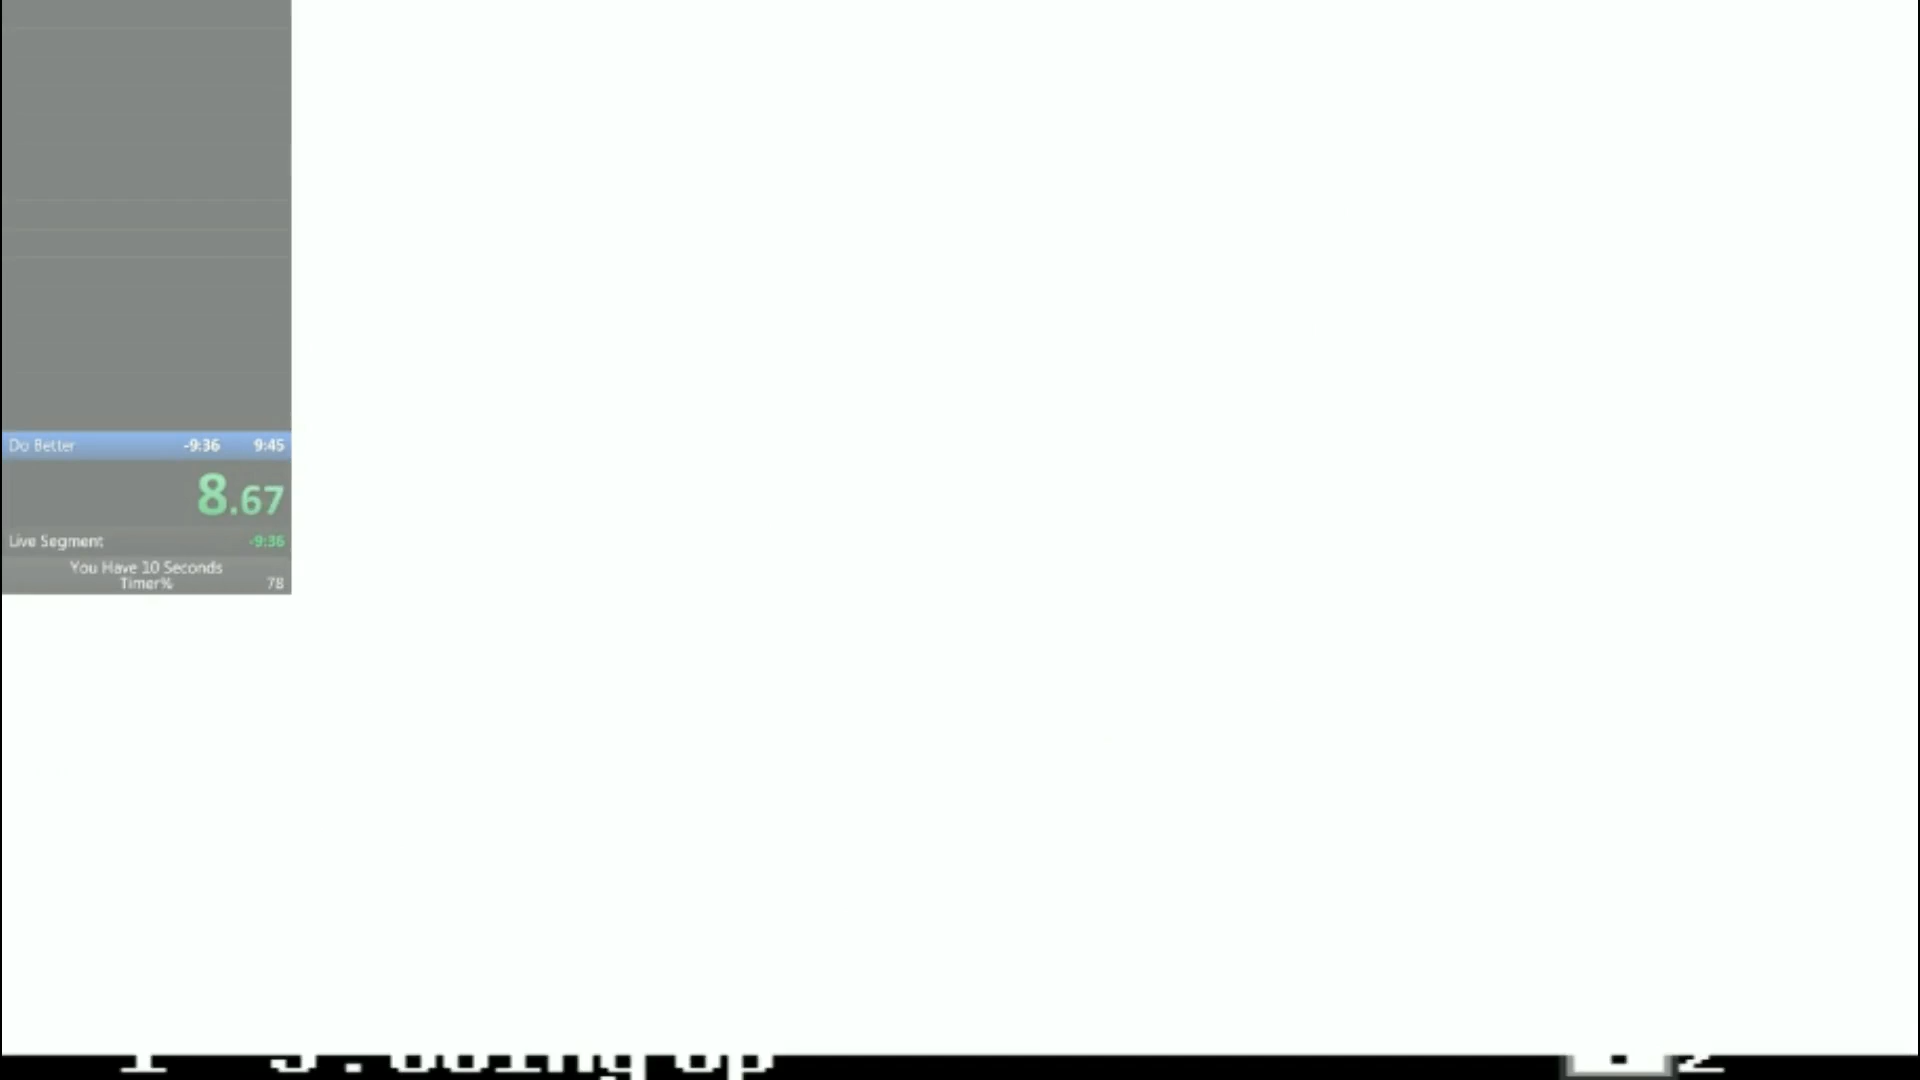 Do Better -9:36 9:45
8.67
Live Segment -9:36
You Have 10 Seconds
Timer% 78